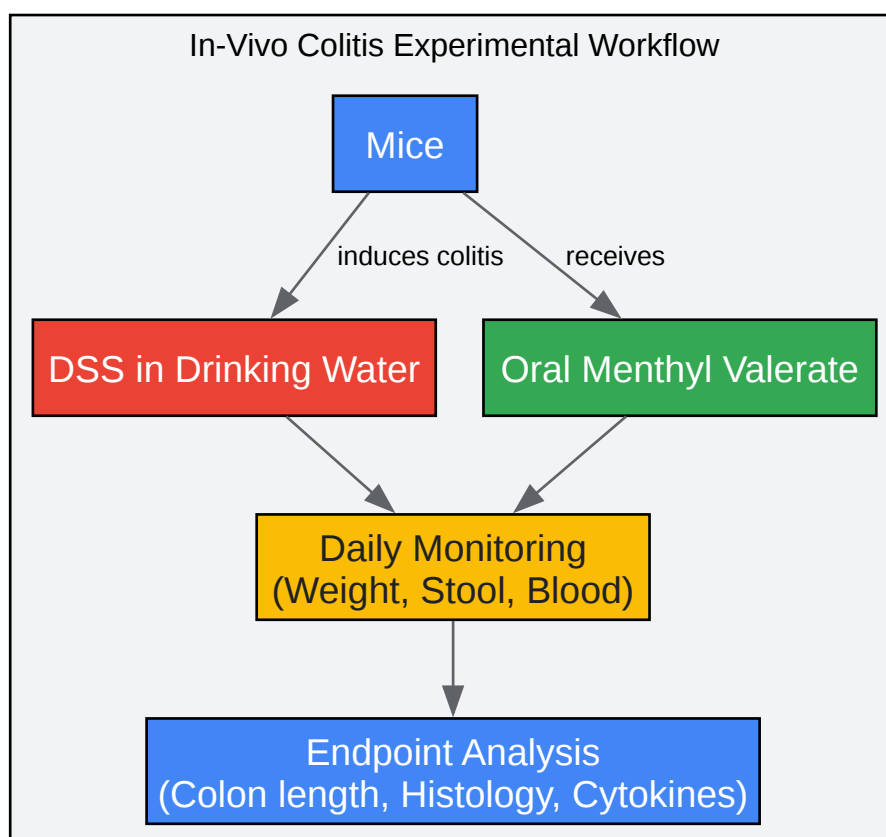 In-Vivo Colitis Experimental Workflow
Mice
induces colitis
receives
DSS in Drinking Water
Oral Menthyl Valerate
Daily Monitoring
(Weight, Stool, Blood)
Endpoint Analysis
(Colon length, Histology, Cytokines)